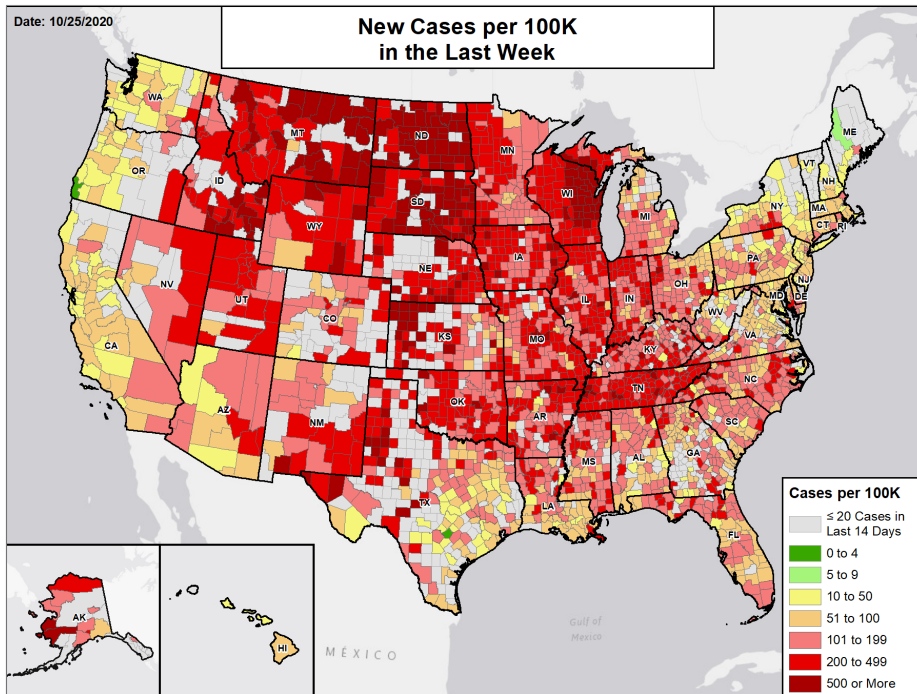 Date: 10/25/2020
New Cases per 100K
in the Last Week
WA
MT
ND
MN
ME
OR
ID
SD
WI
VT
NH
WY
MI
NY
MA
CT
RI
IA
NE
PA
NV
UT
IL
IN
OH
NJ
MD
DE
CO
KS
MO
WV
VA
CA
KY
NC
TN
AZ
NM
OK
AR
SC
MS
AL
GA
TX
LA
FL
AK
HI
MÉXICO
Gulf of
Mexico
Cases per 100K
≤ 20 Cases in
Last 14 Days
0 to 4
5 to 9
10 to 50
51 to 100
101 to 199
200 to 499
500 or More